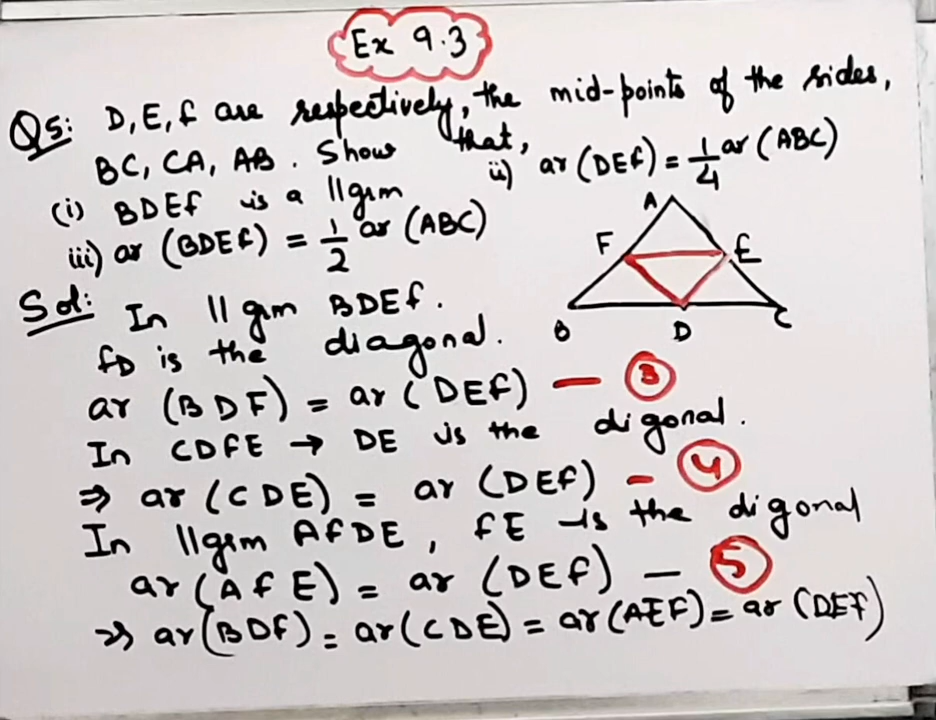 Ex 9.3
Q5: D, E, f are respectively, the mid-points of the sides,
BC, CA, AB. Show that,
(i) BDEf is a ||gm ii) ar (DEf) = 1/4 ar (ABC)
iii) ar (BDEf) = 1/2 ar (ABC)
A
F E
B D C
Sol: In ||gm BDEf.
fD is the diagonal.
ar (BDF) = ar (DEf) — 3
In CDFE → DE is the digonal.
⇒ ar (CDE) = ar (DEf) - 4
In ||gm AfDE, fE is the digonal
ar (AfE) = ar (DEf) — 5
⇒ ar (BDf) = ar (CDE) = ar (AEF) = ar (DEF)